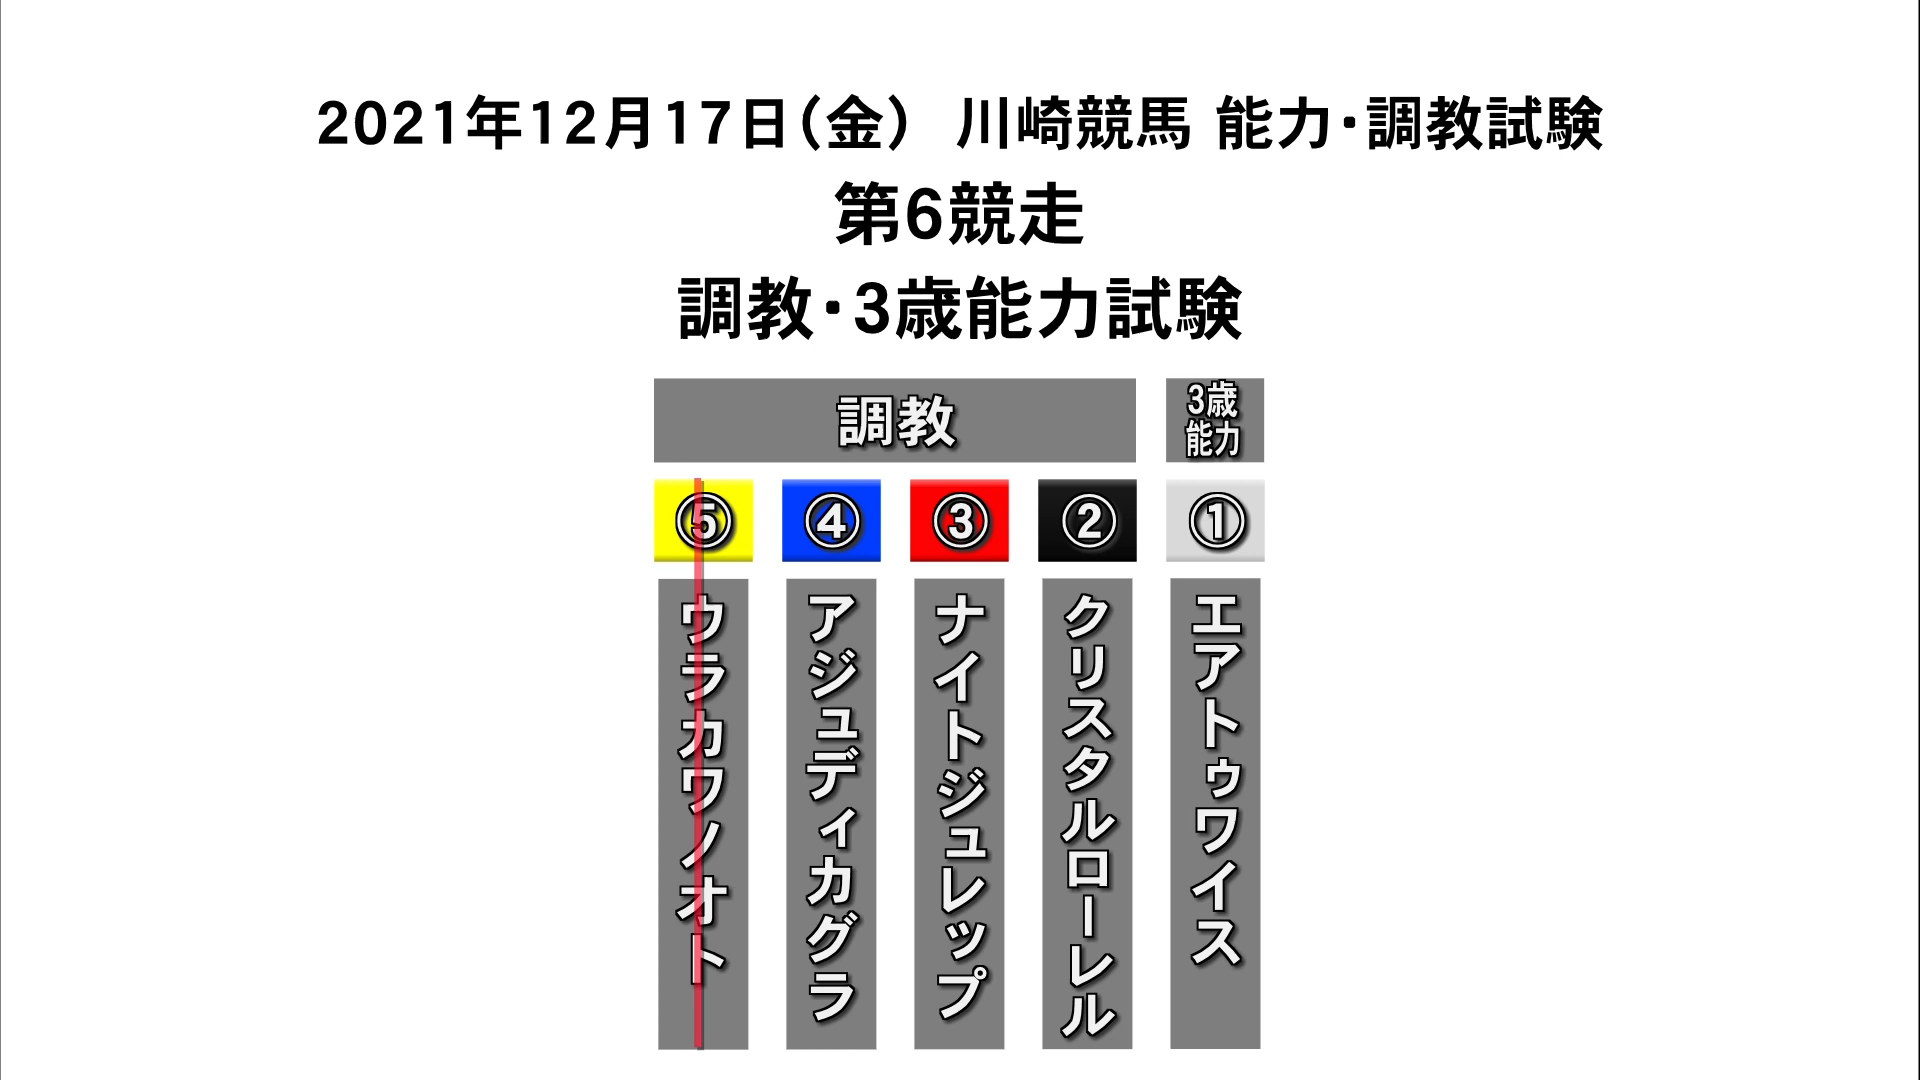 2021年12月17日(金) 川崎競馬 能力・調教試験
第6競走
調教・3歳能力試験
3歳
能力
調教
①
エアトゥワイス
②
クリスタルローレル
③
ナイトジュレップ
④
アジュディカグラ
⑤
ウラカワノオト